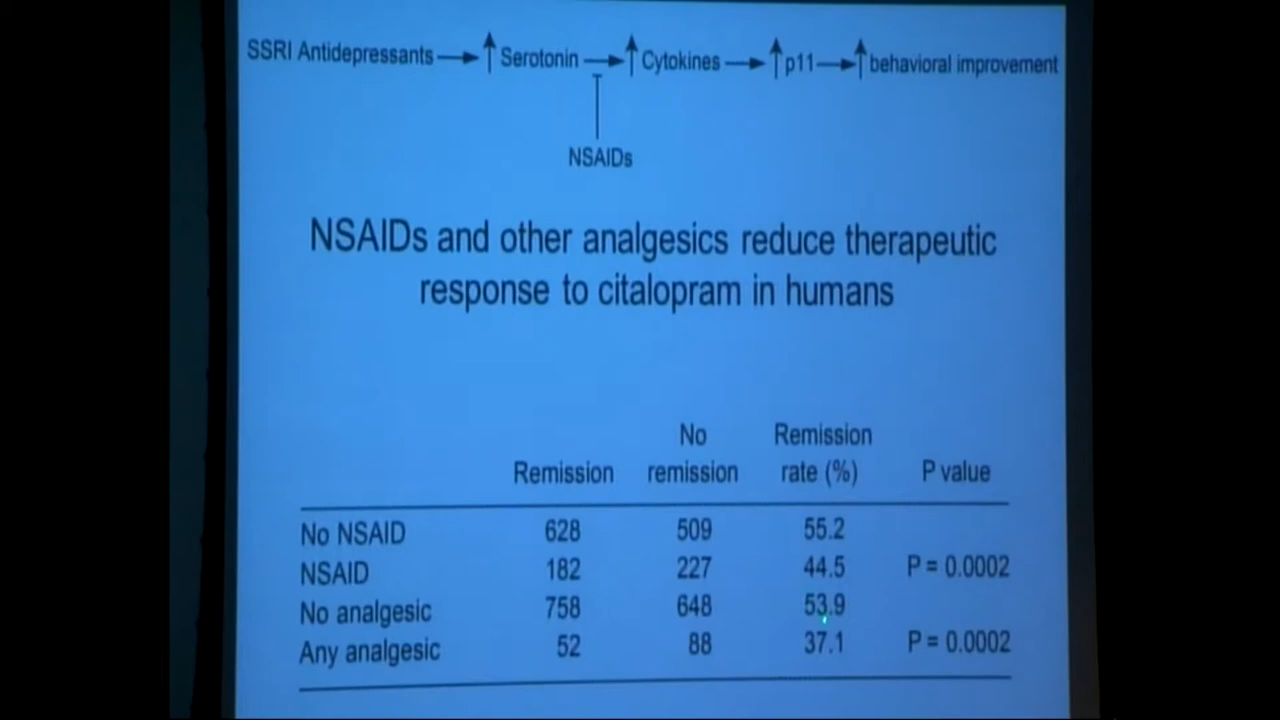 SSRI Antidepressants → ↑ Serotonin → ↑ Cytokines → ↑ p11 → ↑ behavioral improvement
NSAIDs
NSAIDs and other analgesics reduce therapeutic
response to citalopram in humans
No Remission
Remission remission rate (%) P value
No NSAID 628 509 55.2
NSAID 182 227 44.5 P = 0.0002
No analgesic 758 648 53.9
Any analgesic 52 88 37.1 P = 0.0002